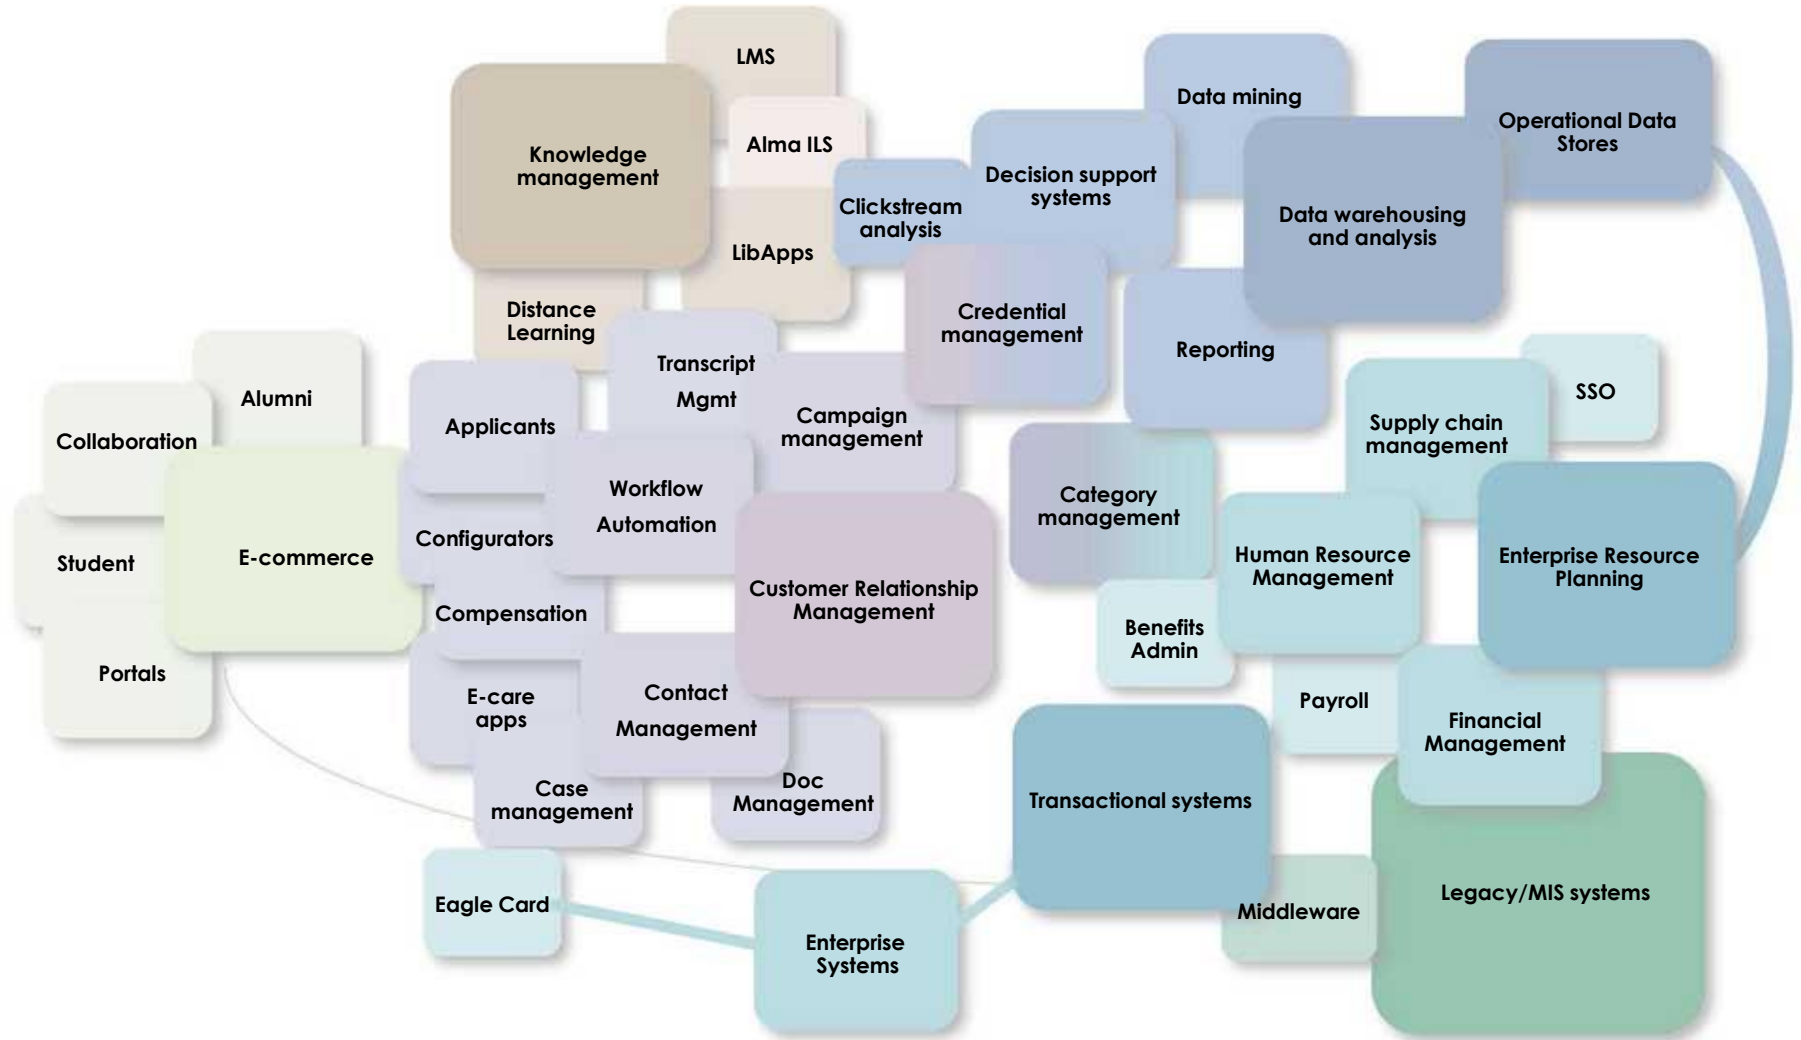 LMS
Data mining
Operational Data
Stores
Knowledge
management
Alma ILS
Decision support
systems
Clickstream
analysis
Data warehousing
and analysis
LibApps
Distance
Learning
Credential
management
Reporting
Transcript
Mgmt
Alumni
Collaboration
Applicants
Campaign
management
SSO
Supply chain
management
Workflow
Automation
Category
management
Student
E-commerce
Configurators
Human Resource
Management
Enterprise Resource
Planning
Customer Relationship
Management
Compensation
Benefits
Admin
Portals
E-care
apps
Contact
Management
Payroll
Financial
Management
Case
management
Doc
Management
Transactional systems
Eagle Card
Enterprise
Systems
Middleware
Legacy/MIS systems